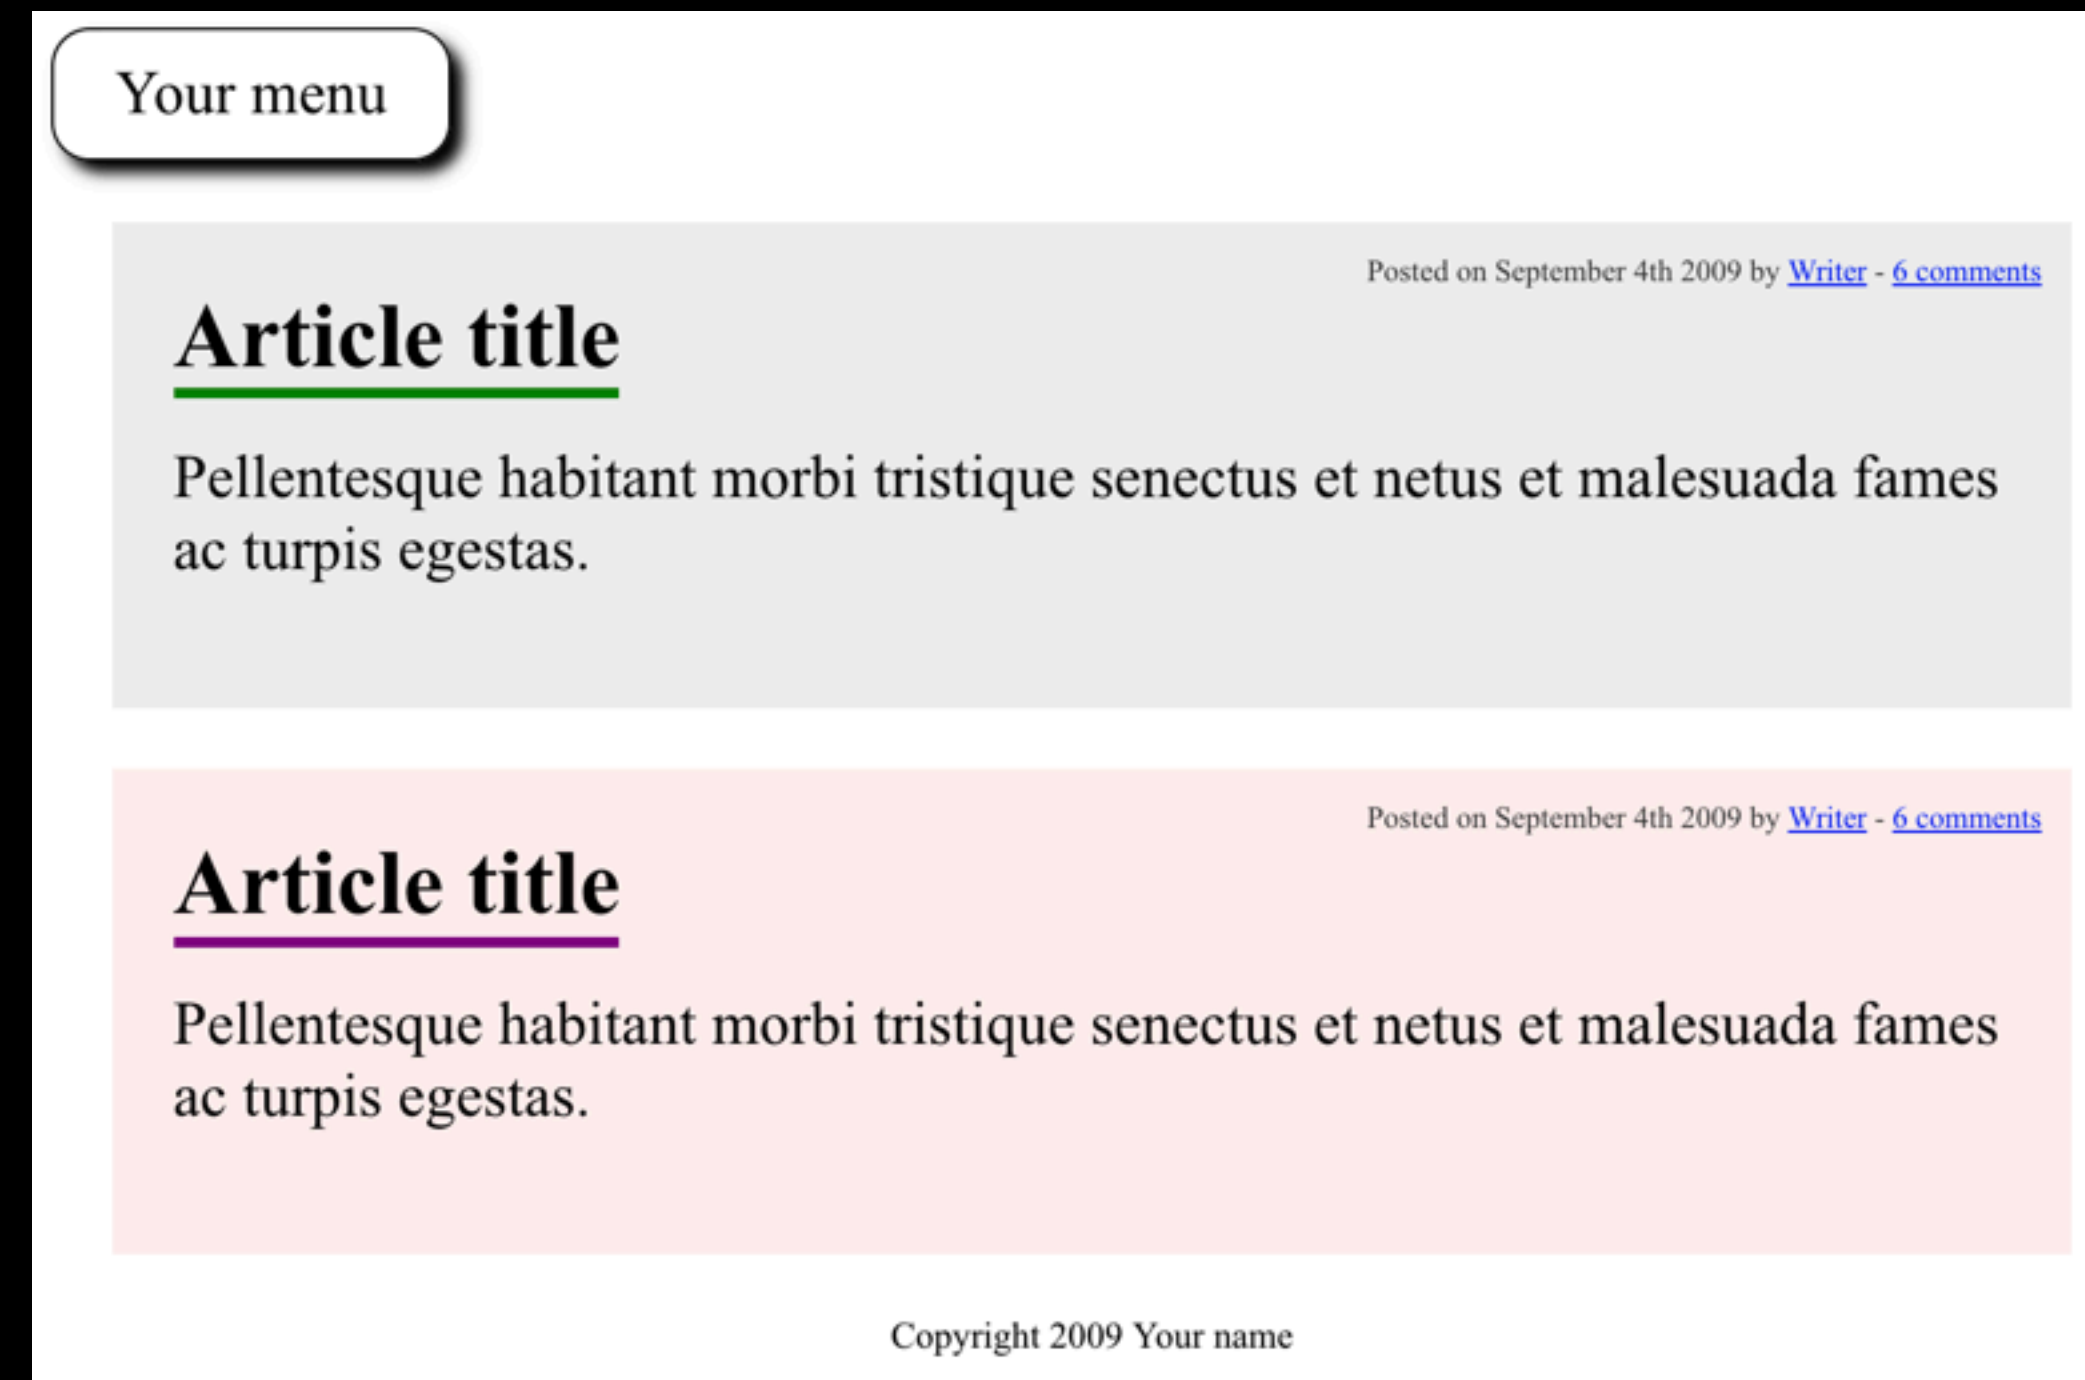 Your menu
Posted on September 4th 2009 by Writer - 6 comments
Article title
Pellentesque habitant morbi tristique senectus et netus et malesuada fames
ac turpis egestas.
Posted on September 4th 2009 by Writer - 6 comments
Article title
Pellentesque habitant morbi tristique senectus et netus et malesuada fames
ac turpis egestas.
Copyright 2009 Your name